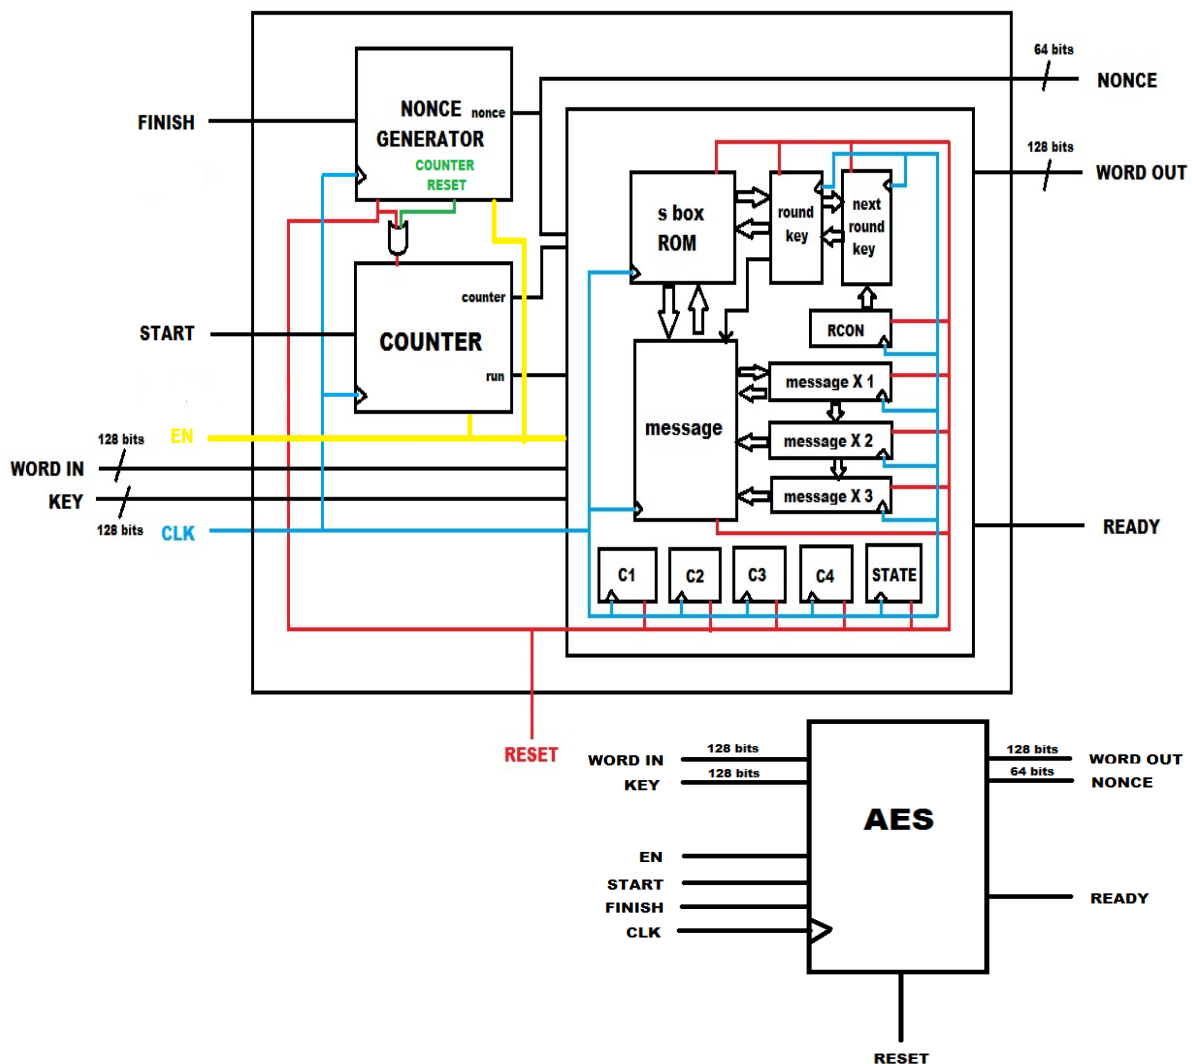 64 bits
NONCE
FINISH
NONCE
GENERATOR
nonce
COUNTER
RESET
128 bits
WORD OUT
s box
ROM
round
key
next
round
key
START
counter
COUNTER
run
RCON
message
message X 1
message X 2
message X 3
EN
128 bits
WORD IN
KEY
128 bits
CLK
READY
C1
C2
C3
C4
STATE
RESET
WORD IN
128 bits
KEY
128 bits
128 bits
WORD OUT
64 bits
NONCE
AES
EN
START
FINISH
CLK
READY
RESET